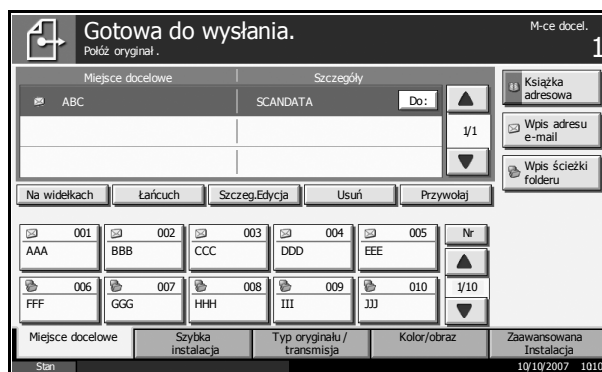 Gotowa do wysłania.
Połóż oryginał.
M-ce docel.
1
Miejsce docelowe Szczegóły
ABC SCANDATA Do:
1/1
Książka
adresowa
Wpis adresu
e-mail
Wpis ścieżki
folderu
Na widełkach Łańcuch Szczeg.Edycja Usuń Przywołaj
001 002 003 004 005 Nr
AAA BBB CCC DDD EEE
006 007 008 009 010 1/10
FFF GGG HHH III JJJ
Miejsce docelowe Szybka instalacja Typ oryginału / transmisja Kolor/obraz Zaawansowana Instalacja
Stan 10/10/2007 1010